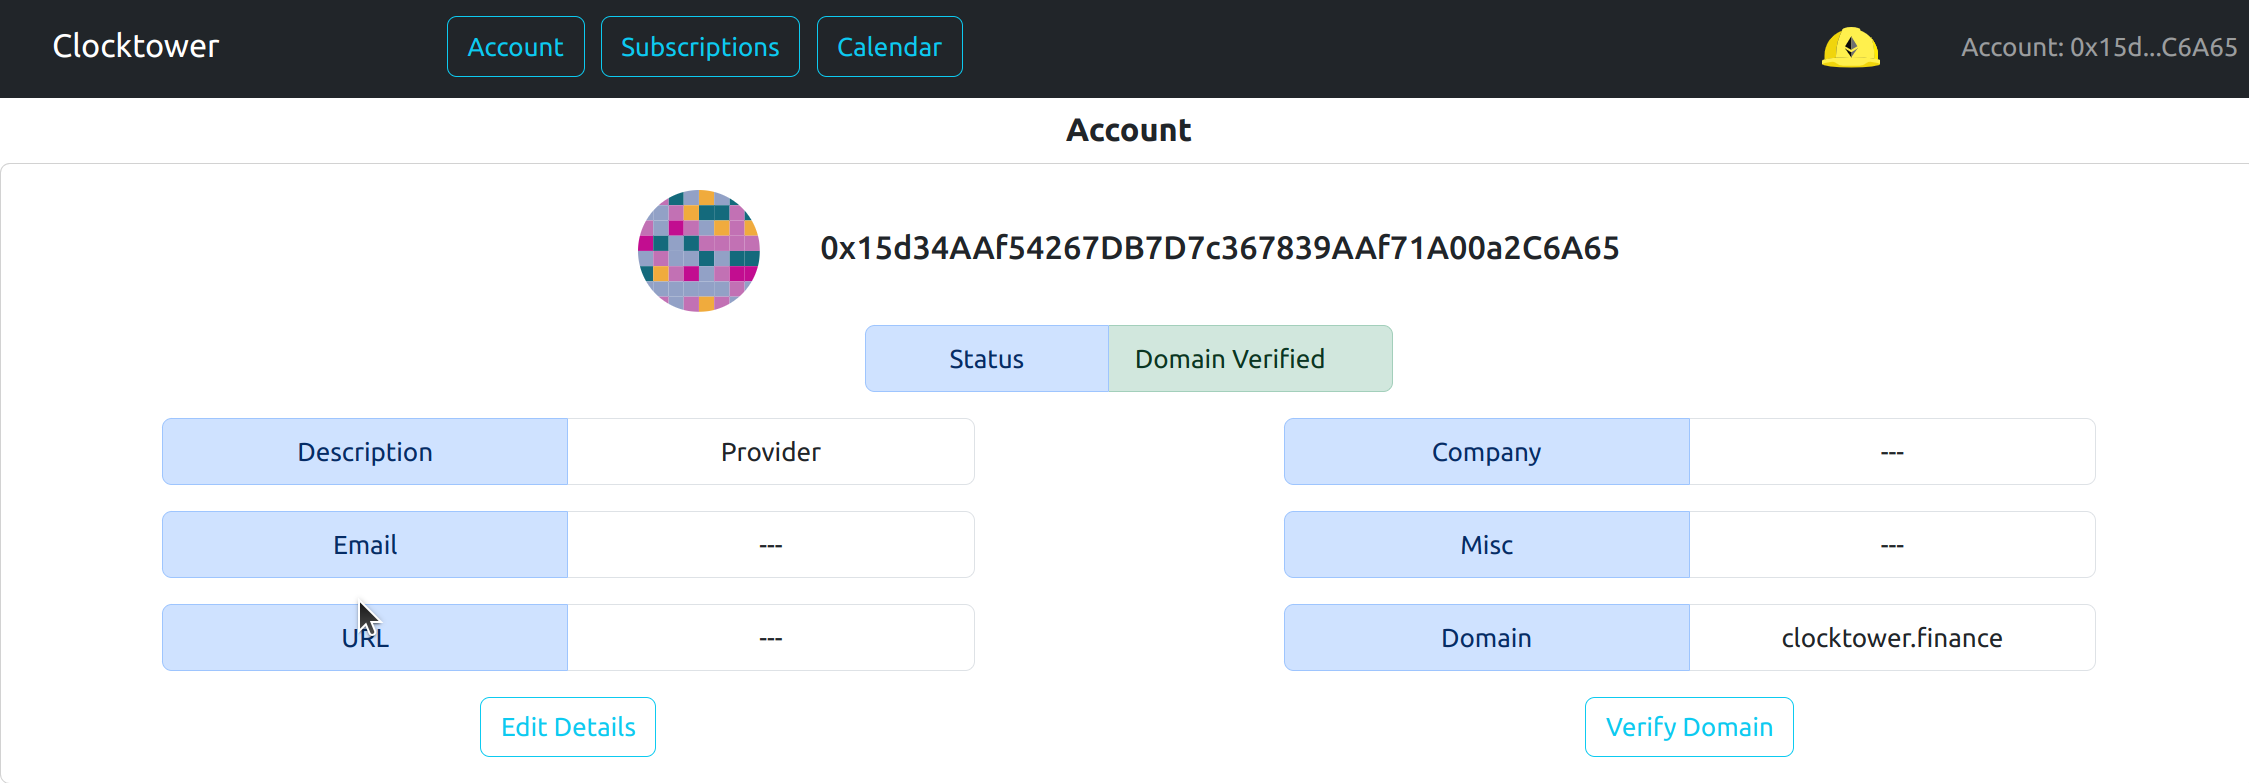 Clocktower Account Subscriptions Calendar Account: 0x15d...C6A65
Account
0x15d34AAf54267DB7D7c367839AAf71A00a2C6A65
Status Domain Verified
Description Provider Company ---
Email --- Misc ---
URL --- Domain clocktower.finance
Edit Details Verify Domain